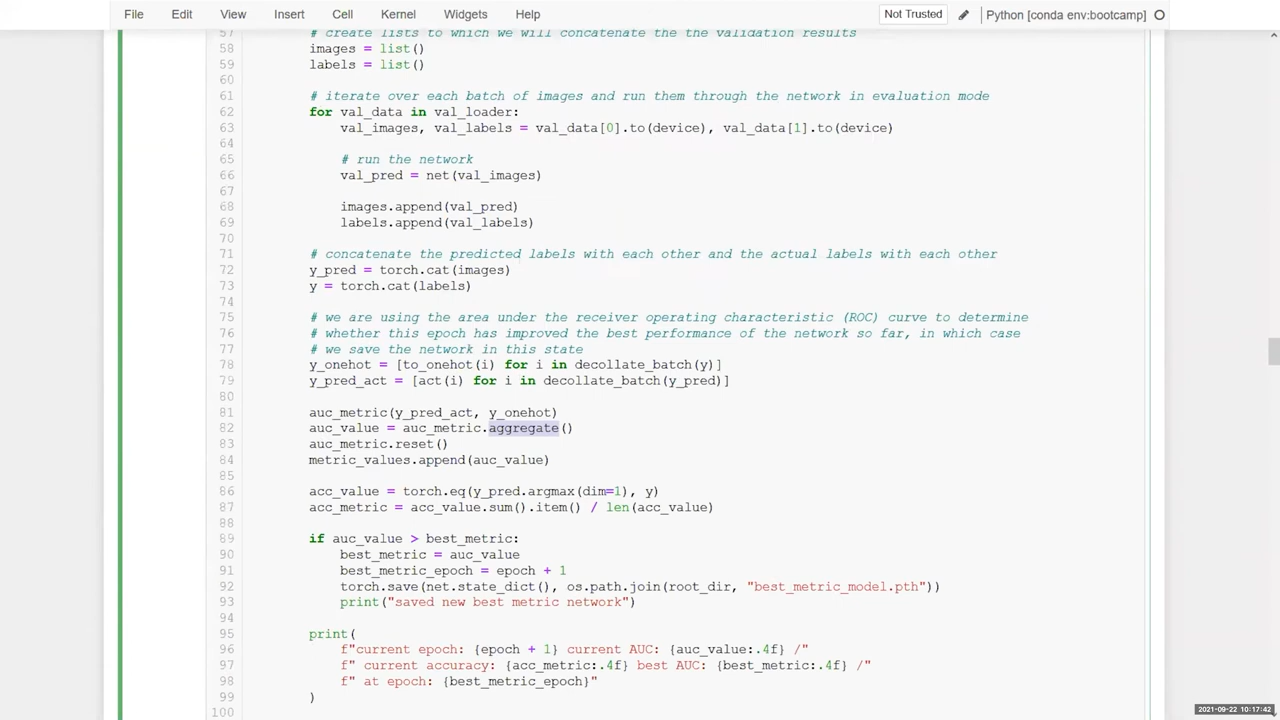 File Edit View Insert Cell Kernel Widgets Help Not Trusted Python [conda env:bootcamp]
57 # create lists to which we will concatenate the the validation results
58 images = list()
59 labels = list()
60
61 # iterate over each batch of images and run them through the network in evaluation mode
62 for val_data in val_loader:
63 val_images, val_labels = val_data[0].to(device), val_data[1].to(device)
64
65 # run the network
66 val_pred = net(val_images)
67
68 images.append(val_pred)
69 labels.append(val_labels)
70
71 # concatenate the predicted labels with each other and the actual labels with each other
72 y_pred = torch.cat(images)
73 y = torch.cat(labels)
74
75 # we are using the area under the receiver operating characteristic (ROC) curve to determine
76 # whether this epoch has improved the best performance of the network so far, in which case
77 # we save the network in this state
78 y_onehot = [to_onehot(i) for i in decollate_batch(y)]
79 y_pred_act = [act(i) for i in decollate_batch(y_pred)]
80
81 auc_metric(y_pred_act, y_onehot)
82 auc_value = auc_metric.aggregate()
83 auc_metric.reset()
84 metric_values.append(auc_value)
85
86 acc_value = torch.eq(y_pred.argmax(dim=1), y)
87 acc_metric = acc_value.sum().item() / len(acc_value)
88
89 if auc_value > best_metric:
90 best_metric = auc_value
91 best_metric_epoch = epoch + 1
92 torch.save(net.state_dict(), os.path.join(root_dir, "best_metric_model.pth"))
93 print("saved new best metric network")
94
95 print(
96 f"current epoch: {epoch + 1} current AUC: {auc_value:.4f} /"
97 f" current accuracy: {acc_metric:.4f} best AUC: {best_metric:.4f} /"
98 f" at epoch: {best_metric_epoch}"
99 )
100
2021-09-22 10:17:42